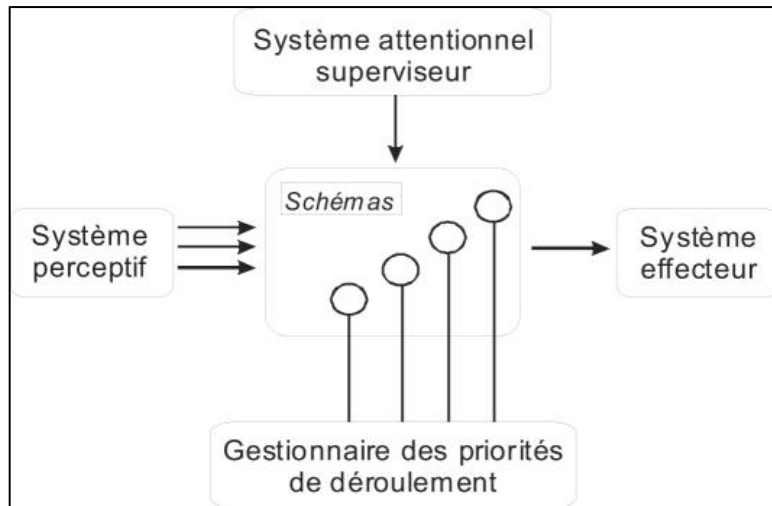 Système attentionnel
superviseur
Schémas
Système
perceptif
Système
effecteur
Gestionnaire des priorités
de déroulement